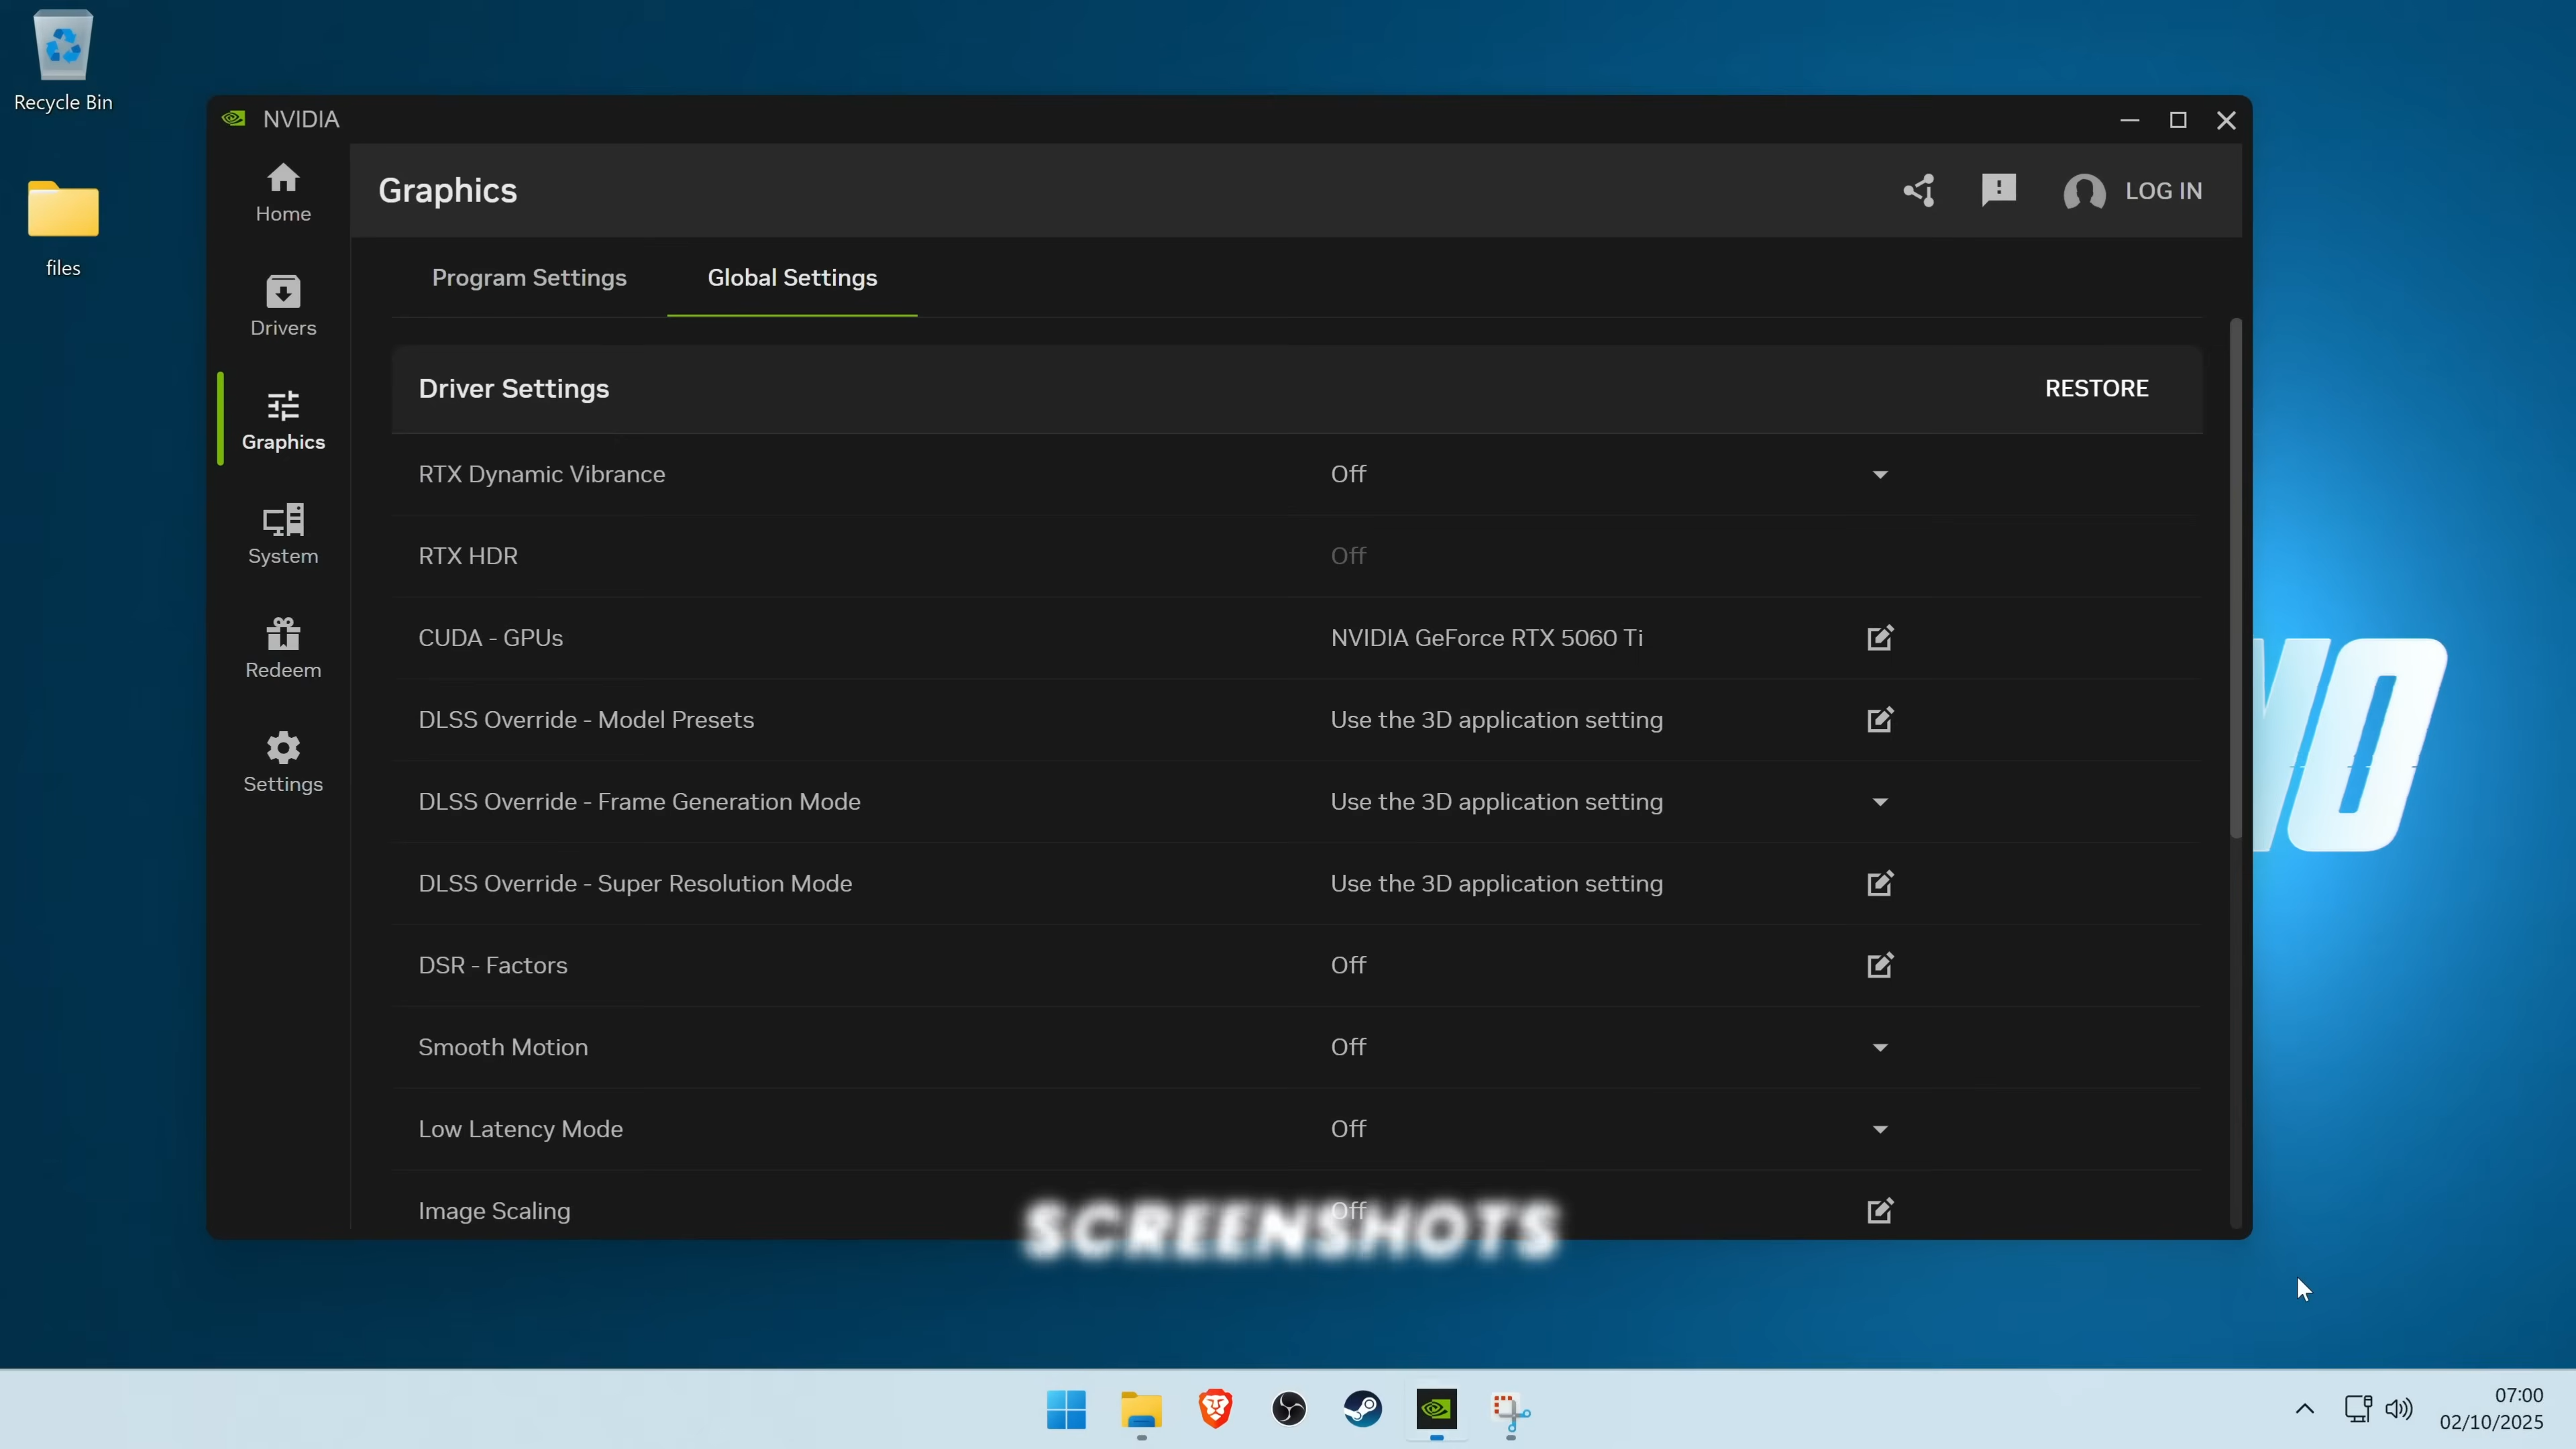 Recycle Bin
files
NVIDIA
Home
Drivers
Graphics
System
Redeem
Settings
Graphics
LOG IN
Program Settings
Global Settings
Driver Settings
RESTORE
RTX Dynamic Vibrance Off
RTX HDR Off
CUDA - GPUs NVIDIA GeForce RTX 5060 Ti
DLSS Override - Model Presets Use the 3D application setting
DLSS Override - Frame Generation Mode Use the 3D application setting
DLSS Override - Super Resolution Mode Use the 3D application setting
DSR - Factors Off
Smooth Motion Off
Low Latency Mode Off
Image Scaling Off
SCREENSHOTS
07:00
02/10/2025